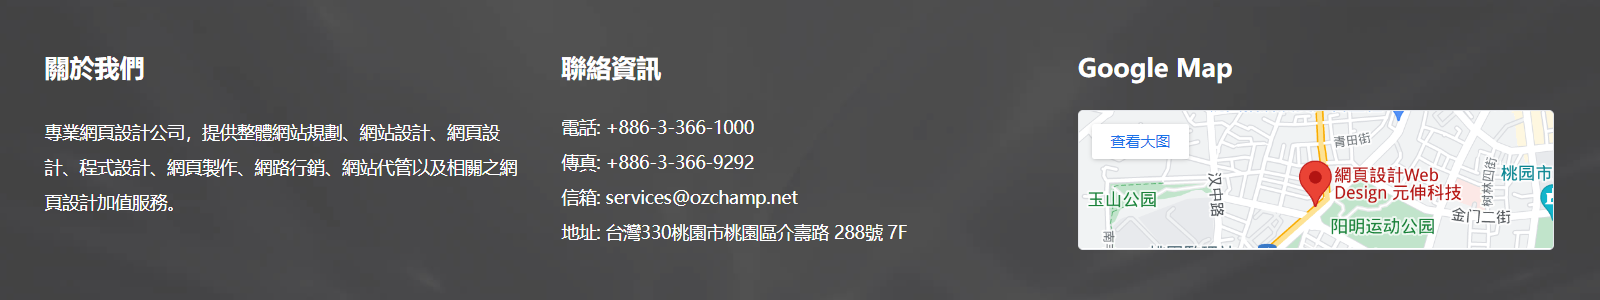 關於我們
專業網頁設計公司，提供整體網站規劃、網站設計、網頁設
計、程式設計、網頁製作、網路行銷、網站代管以及相關之網
頁設計加值服務。
聯絡資訊
電話: +886-3-366-1000
傳真: +886-3-366-9292
信箱: services@ozchamp.net
地址: 台灣330桃園市桃園區介壽路 288號 7F
Google Map
查看大图
青田街
網頁設計Web
Design 元伸科技
桃园市
树林四街
汉中路
玉山公园
金门二街
阳明运动公园